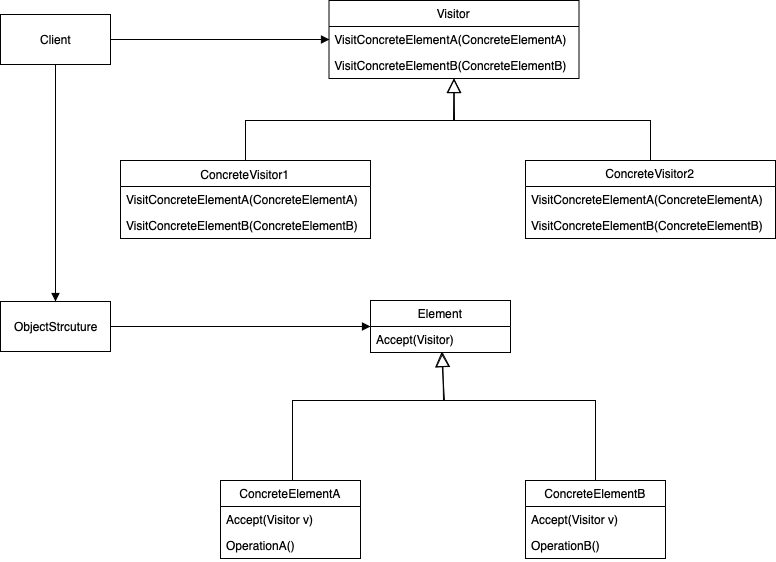 Visitor
Client
VisitConcreteElementA(ConcreteElementA)
VisitConcreteElementB(ConcreteElementB)
ConcreteVisitor1
VisitConcreteElementA(ConcreteElementA)
VisitConcreteElementB(ConcreteElementB)
ConcreteVisitor2
VisitConcreteElementA(ConcreteElementA)
VisitConcreteElementB(ConcreteElementB)
ObjectStrcuture
Element
Accept(Visitor)
ConcreteElementA
Accept(Visitor v)
OperationA()
ConcreteElementB
Accept(Visitor v)
OperationB()